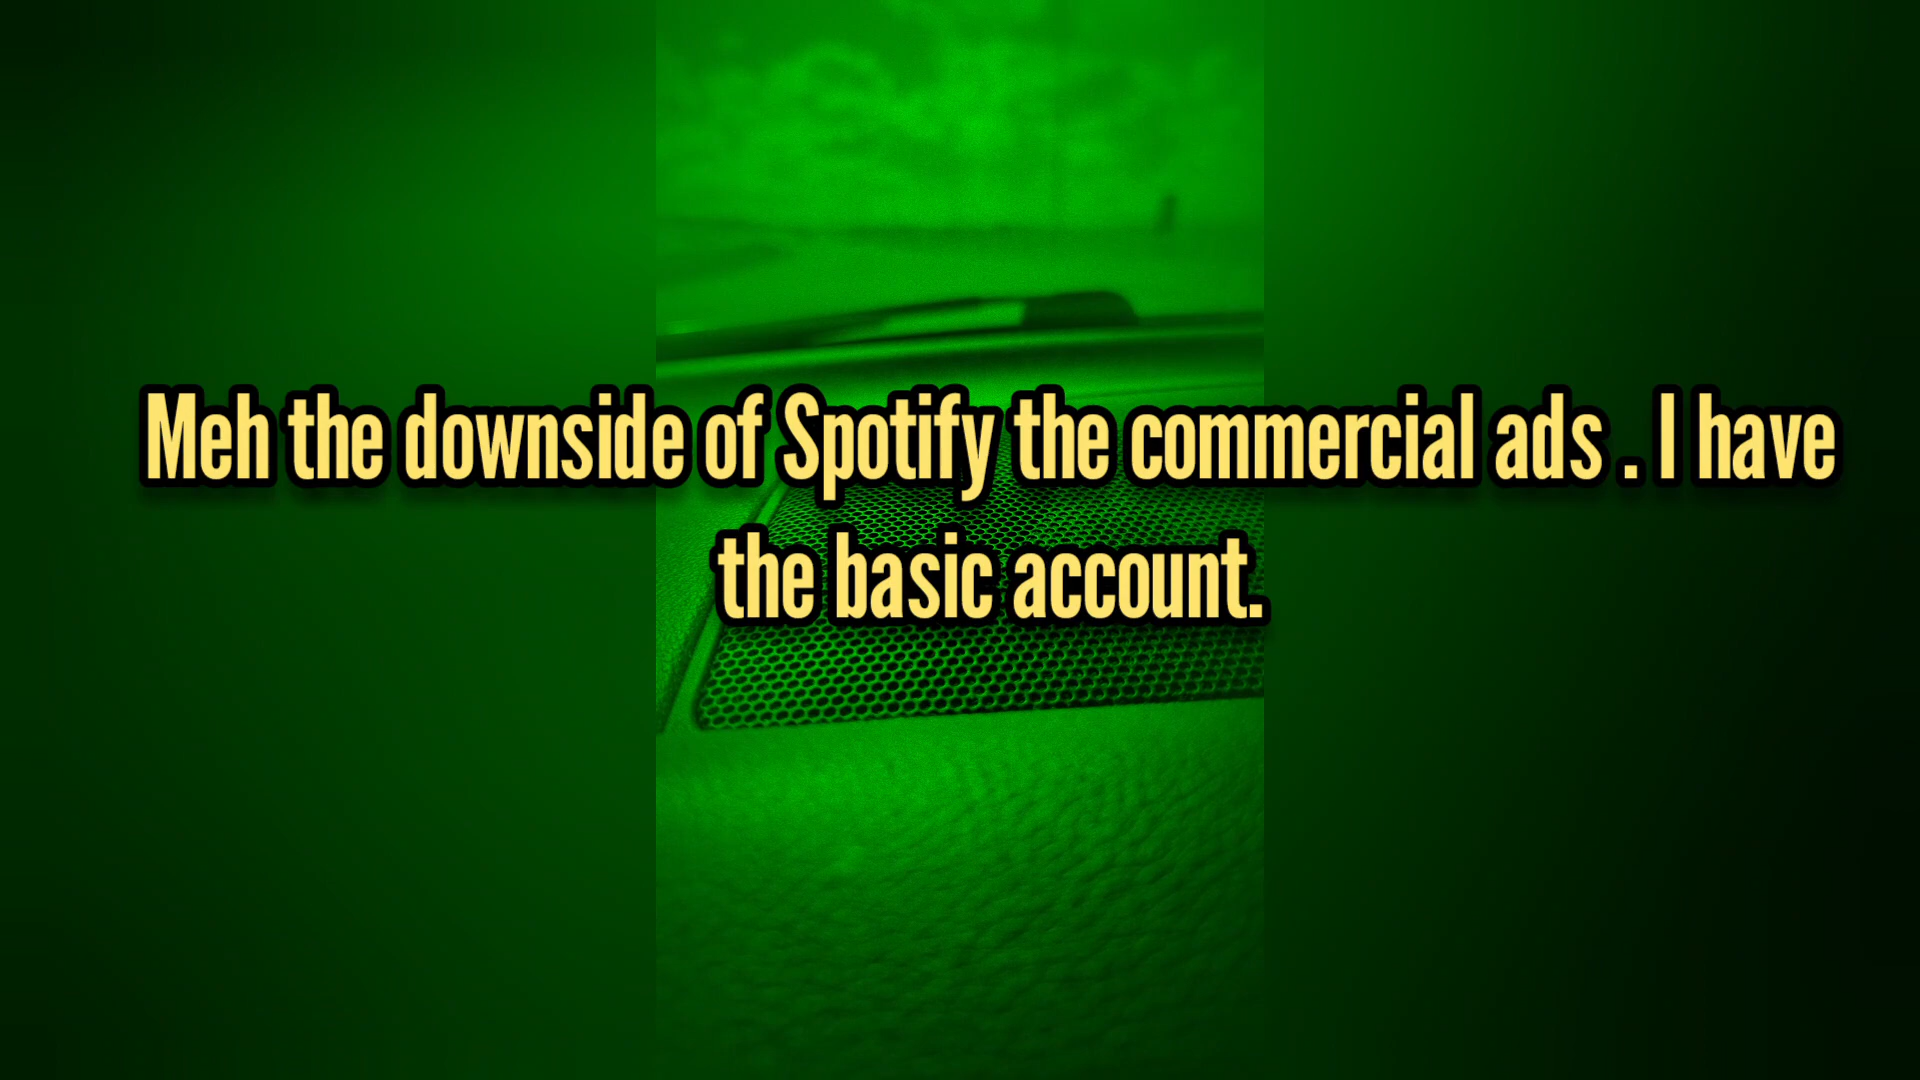 Meh the downside of Spotify the commercial ads . I have
the basic account.